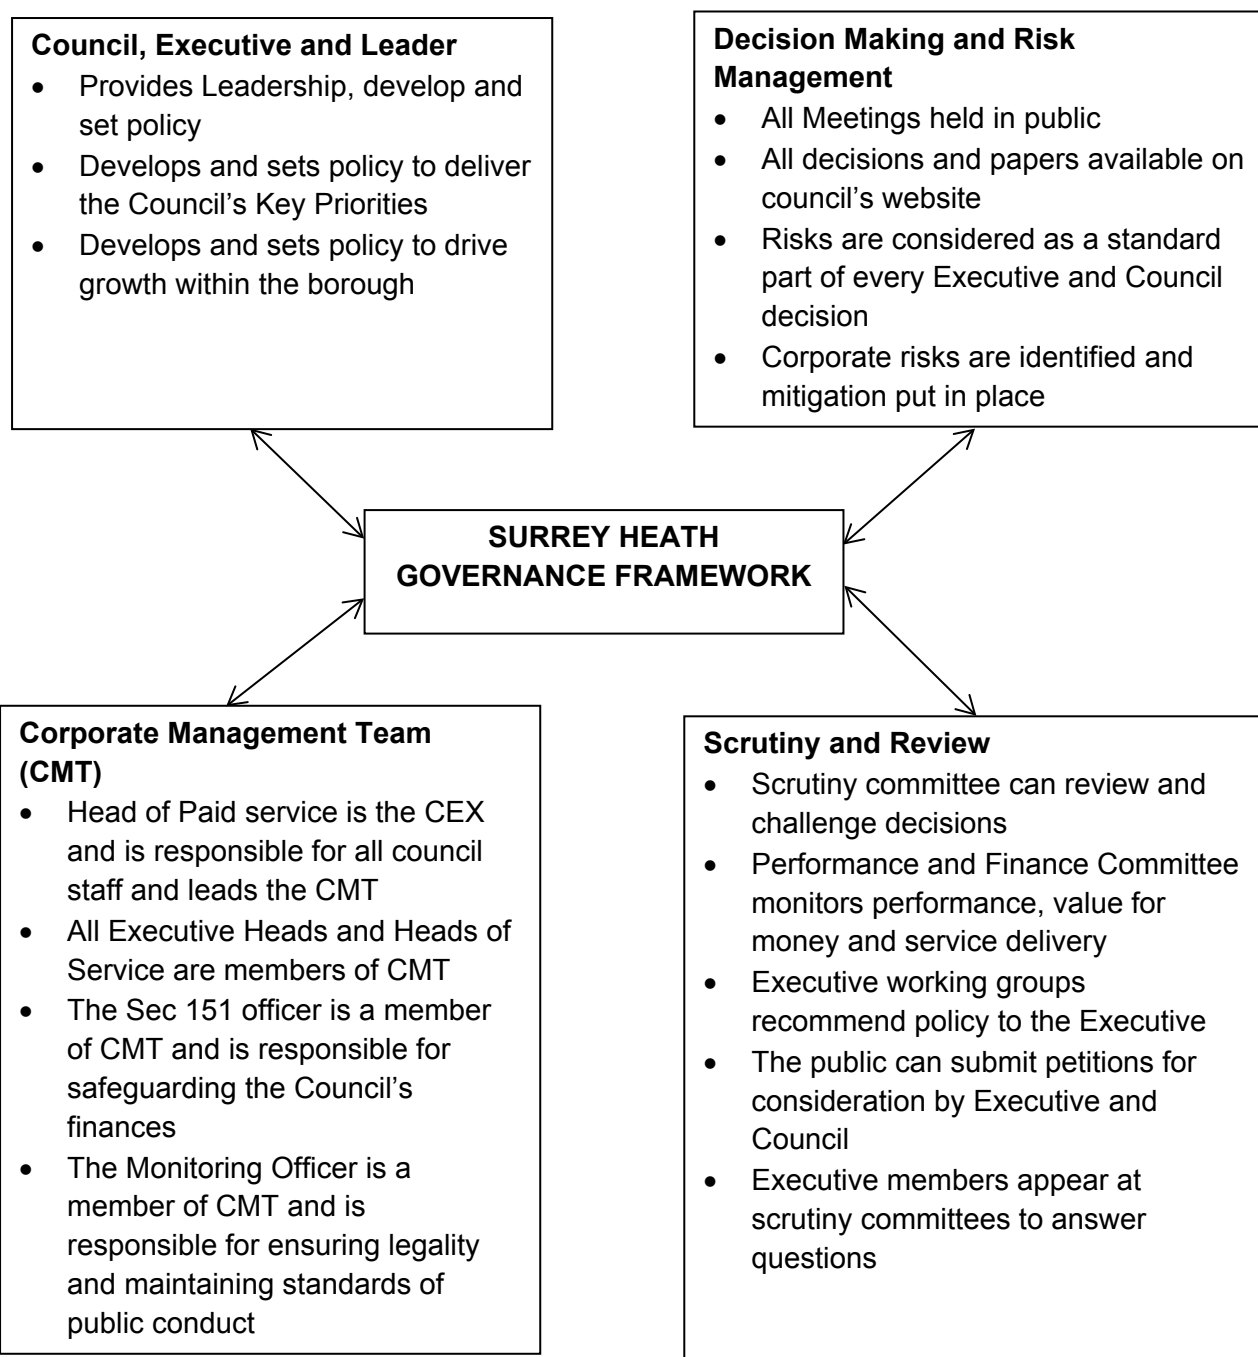 Council, Executive and Leader
• Provides Leadership, develop and
set policy
• Develops and sets policy to deliver
the Council's Key Priorities
• Develops and sets policy to drive
growth within the borough
Decision Making and Risk
Management
• All Meetings held in public
• All decisions and papers available on
council's website
• Risks are considered as a standard
part of every Executive and Council
decision
• Corporate risks are identified and
mitigation put in place
SURREY HEATH
GOVERNANCE FRAMEWORK
Corporate Management Team
(CMT)
• Head of Paid service is the CEX
and is responsible for all council
staff and leads the CMT
• All Executive Heads and Heads of
Service are members of CMT
• The Sec 151 officer is a member
of CMT and is responsible for
safeguarding the Council's
finances
• The Monitoring Officer is a
member of CMT and is
responsible for ensuring legality
and maintaining standards of
public conduct
Scrutiny and Review
• Scrutiny committee can review and
challenge decisions
• Performance and Finance Committee
monitors performance, value for
money and service delivery
• Executive working groups
recommend policy to the Executive
• The public can submit petitions for
consideration by Executive and
Council
• Executive members appear at
scrutiny committees to answer
questions